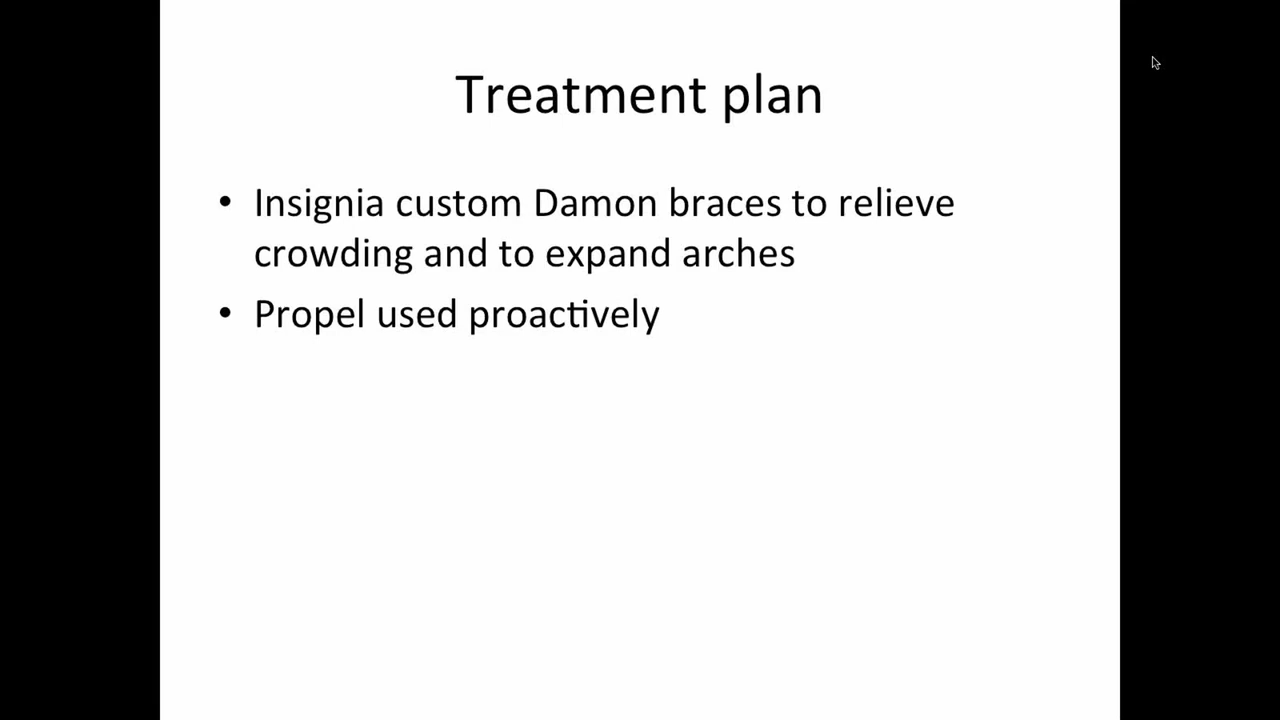 Treatment plan
• Insignia custom Damon braces to relieve
crowding and to expand arches
• Propel used proactively